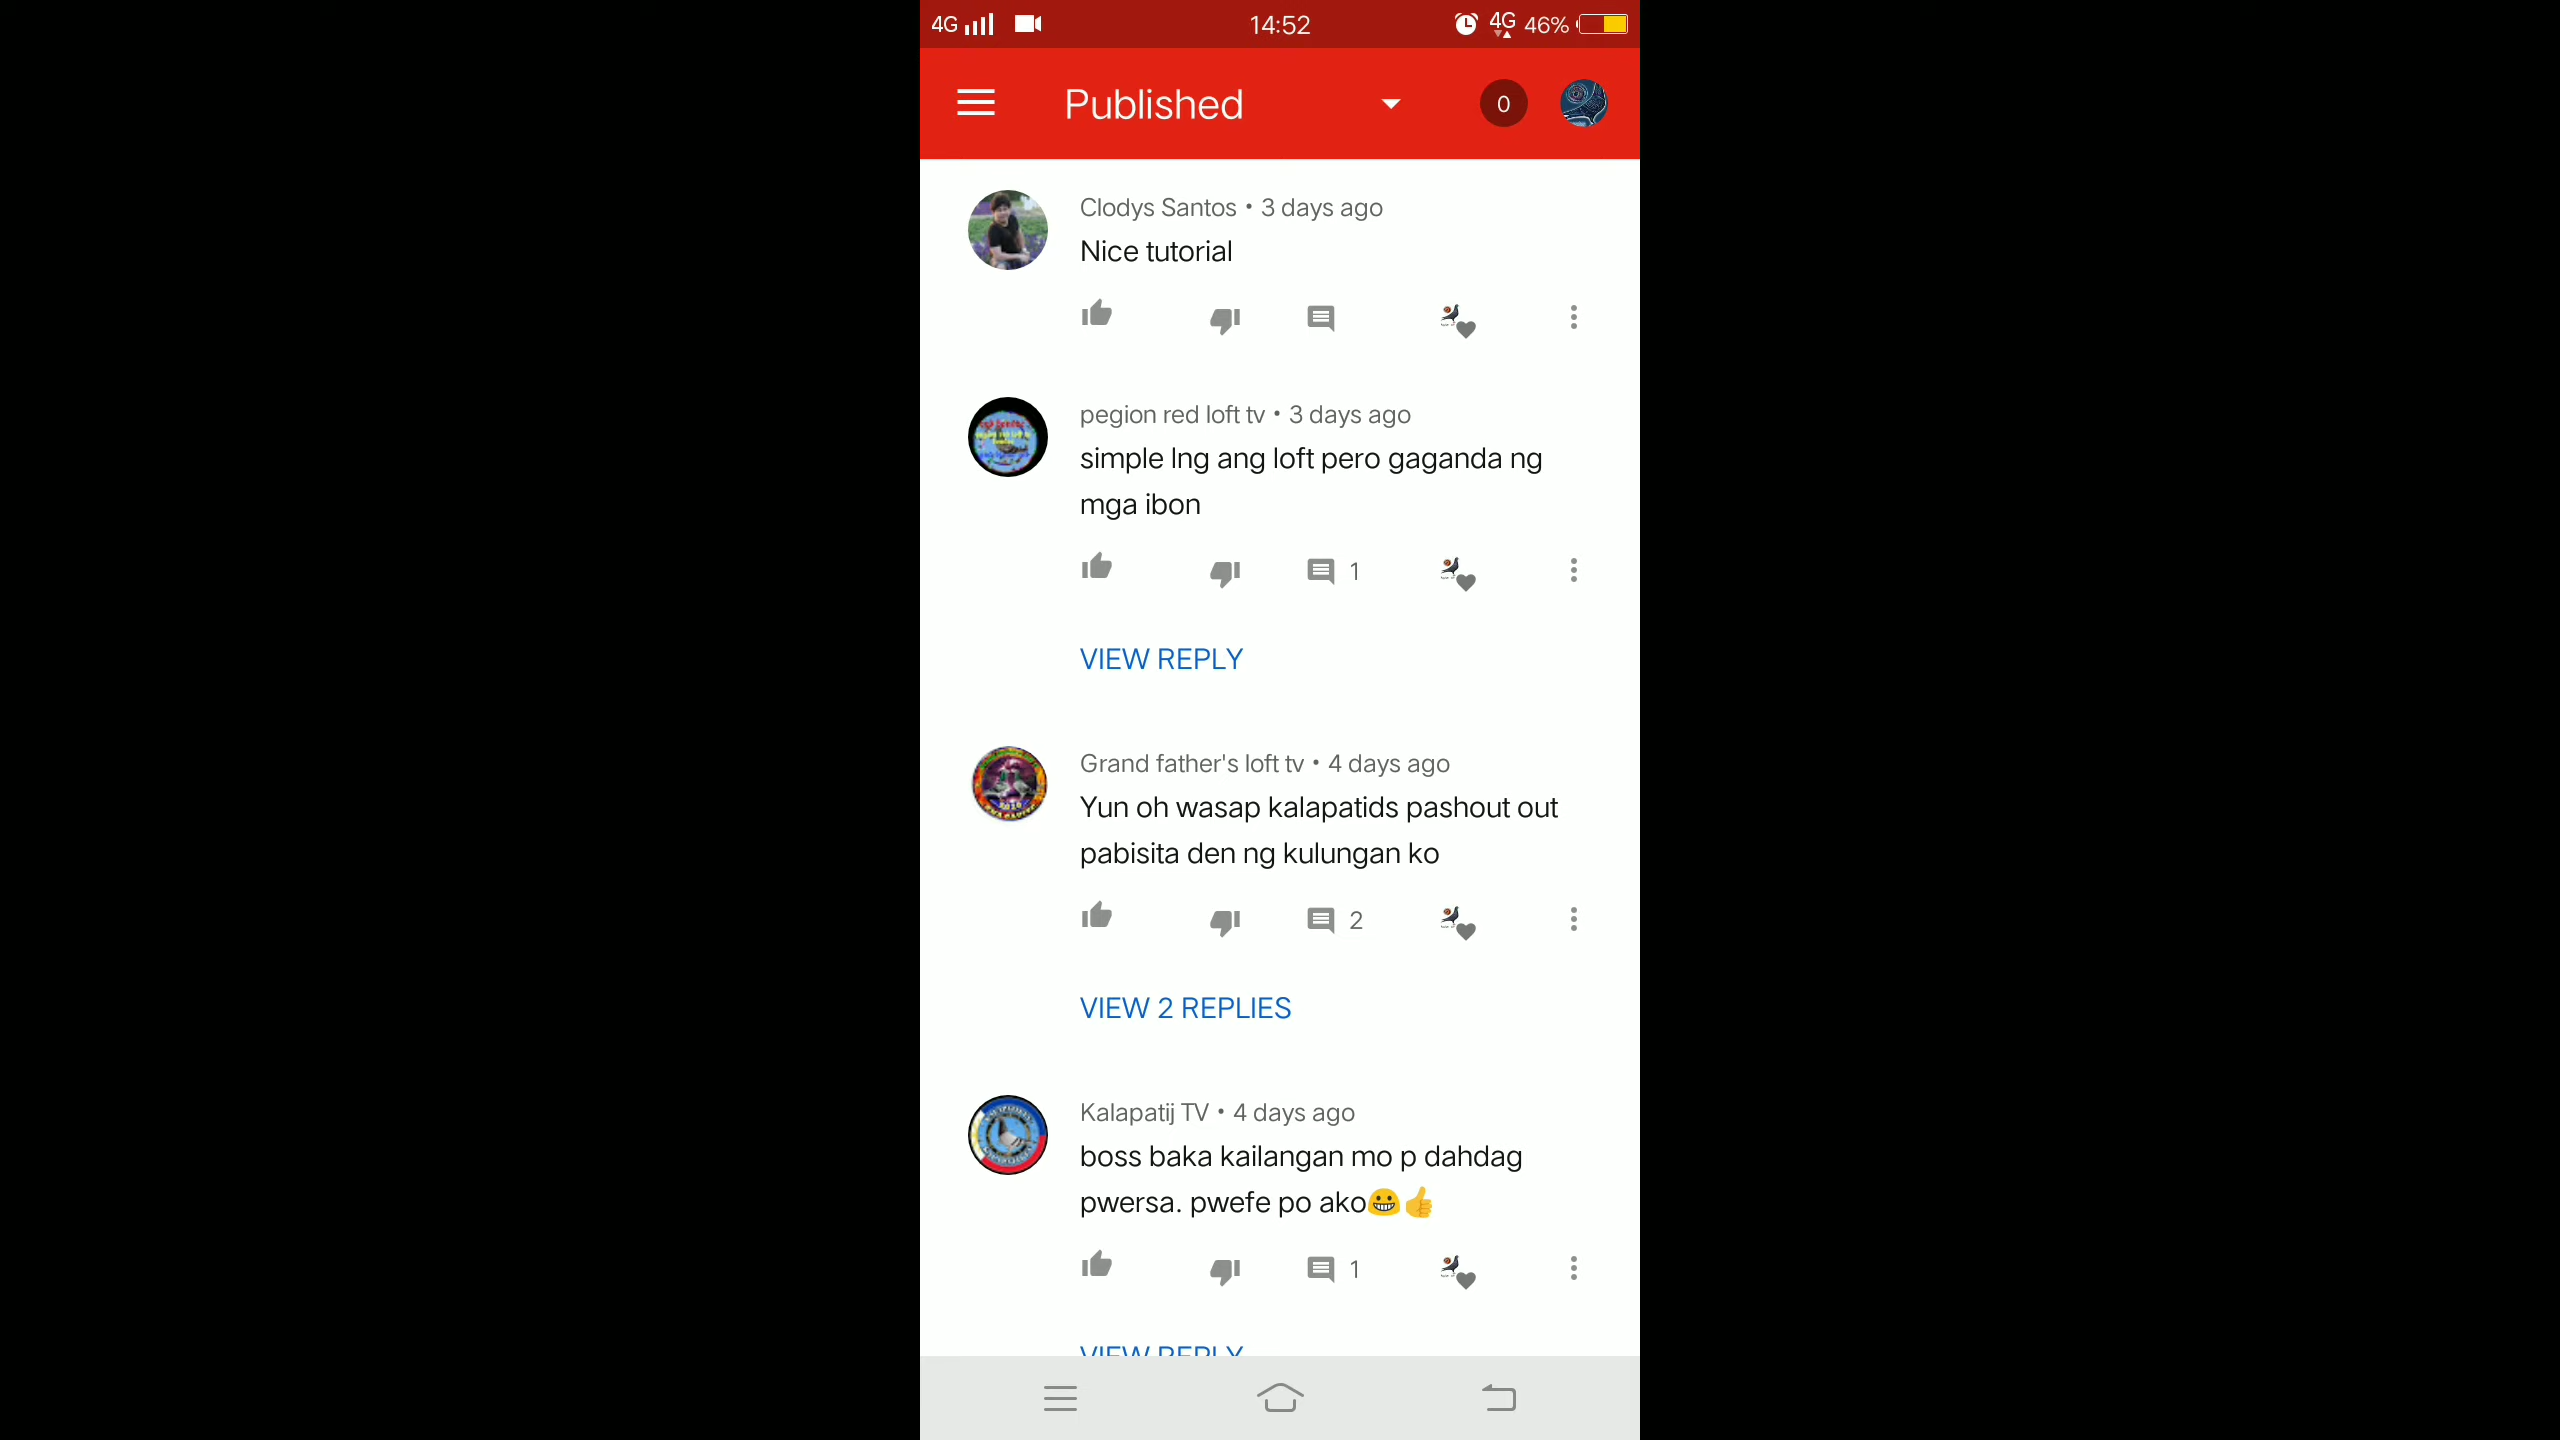 4G 14:52 4G 46%
Published 0
Clodys Santos • 3 days ago
Nice tutorial
pegion red loft tv • 3 days ago
simple lng ang loft pero gaganda ng
mga ibon
1
VIEW REPLY
Grand father's loft tv • 4 days ago
Yun oh wasap kalapatids pashout out
pabisita den ng kulungan ko
2
VIEW 2 REPLIES
Kalapatij TV • 4 days ago
boss baka kailangan mo p dahdag
pwersa. pwefe po ako😀👍
1
VIEW REPLY